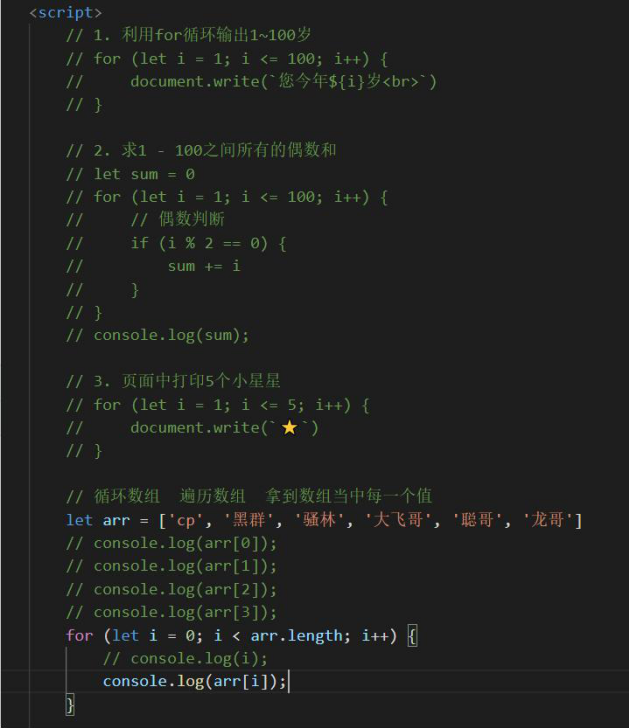 <script>
// 1. 利用for循环输出1~100岁
// for (let i = 1; i <= 100; i++) {
//     document.write(`您今年${i}岁<br>`)
// }
// 2. 求1 - 100之间所有的偶数和
// let sum = 0
// for (let i = 1; i <= 100; i++) {
//     // 偶数判断
//     if (i % 2 == 0) {
//         sum += i
//     }
// }
// console.log(sum);
// 3. 页面中打印5个小星星
// for (let i = 1; i <= 5; i++) {
//     document.write(`⭐`)
// }
// 循环数组  遍历数组  拿到数组当中每一个值
let arr = ['cp', '黑群', '骚林', '大飞哥', '聪哥', '龙哥']
// console.log(arr[0]);
// console.log(arr[1]);
// console.log(arr[2]);
// console.log(arr[3]);
for (let i = 0; i < arr.length; i++) {
    // console.log(i);
    console.log(arr[i]);
}